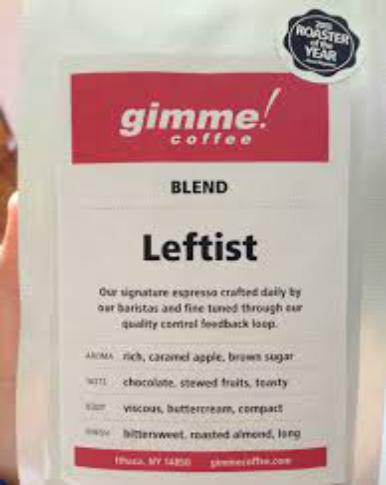 2013
ROASTER
of the
YEAR
gimme!
coffee
BLEND
Leftist
Our signature espresso crafted daily by
our baristas and fine tuned through our
quality control feedback loop.
AROMA rich, caramel apple, brown sugar
TASTE chocolate, stewed fruits, toasty
BODY viscous, buttercream, compact
FINISH bittersweet, roasted almond, long
Ithaca, NY 14850 gimmecoffee.com